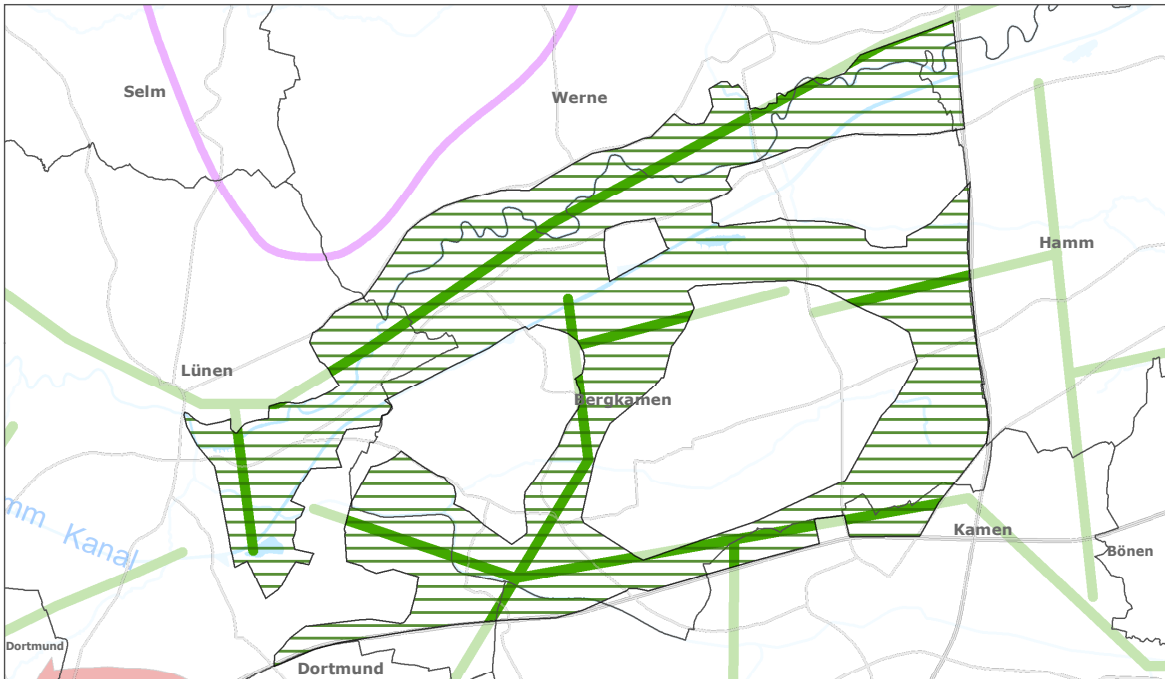 Selm
Werne
Hamm
Lünen
Bergkamen
mm Kanal
Kamen
Bönen
Dortmund
Dortmund